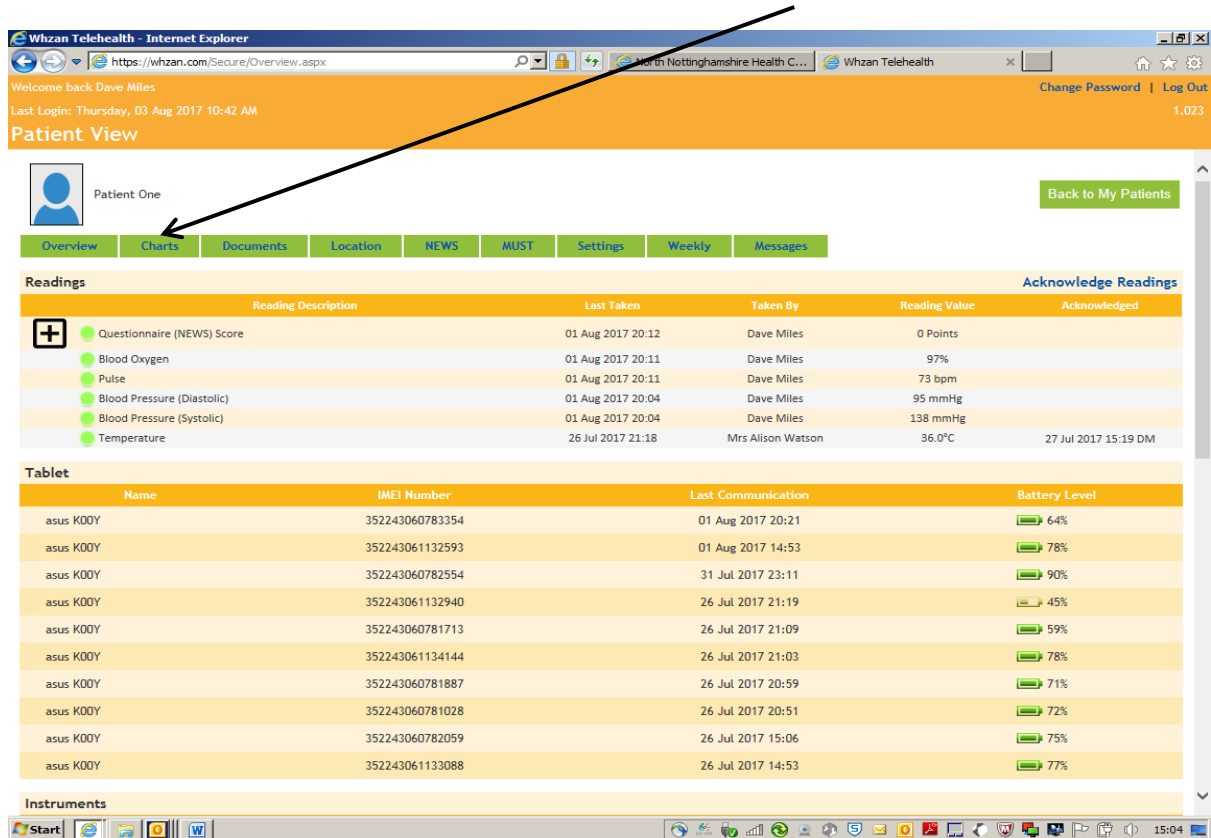 Whzan Telehealth - Internet Explorer
https://whzan.com/Secure/Overview.aspx
North Nottinghamshire Health C... Whzan Telehealth
Welcome back Dave Miles Change Password | Log Out
Last Login: Thursday, 03 Aug 2017 10:42 AM 1.023
Patient View
Patient One Back to My Patients
Overview Charts Documents Location NEWS MUST Settings Weekly Messages
Readings Acknowledge Readings
Reading Description Last Taken Taken By Reading Value Acknowledged
Questionnaire (NEWS) Score 01 Aug 2017 20:12 Dave Miles 0 Points
Blood Oxygen 01 Aug 2017 20:11 Dave Miles 97%
Pulse 01 Aug 2017 20:11 Dave Miles 73 bpm
Blood Pressure (Diastolic) 01 Aug 2017 20:04 Dave Miles 95 mmHg
Blood Pressure (Systolic) 01 Aug 2017 20:04 Dave Miles 138 mmHg
Temperature 26 Jul 2017 21:18 Mrs Alison Watson 36.0°C 27 Jul 2017 15:19 DM
Tablet
Name IMEI Number Last Communication Battery Level
asus K00Y 352243060783354 01 Aug 2017 20:21 64%
asus K00Y 352243061132593 01 Aug 2017 14:53 78%
asus K00Y 352243060782554 31 Jul 2017 23:11 90%
asus K00Y 352243061132940 26 Jul 2017 21:19 45%
asus K00Y 352243060781713 26 Jul 2017 21:09 59%
asus K00Y 352243061134144 26 Jul 2017 21:03 78%
asus K00Y 352243060781887 26 Jul 2017 20:59 71%
asus K00Y 352243060781028 26 Jul 2017 20:51 72%
asus K00Y 352243060782059 26 Jul 2017 15:06 75%
asus K00Y 352243061133088 26 Jul 2017 14:53 77%
Instruments
Start 15:04